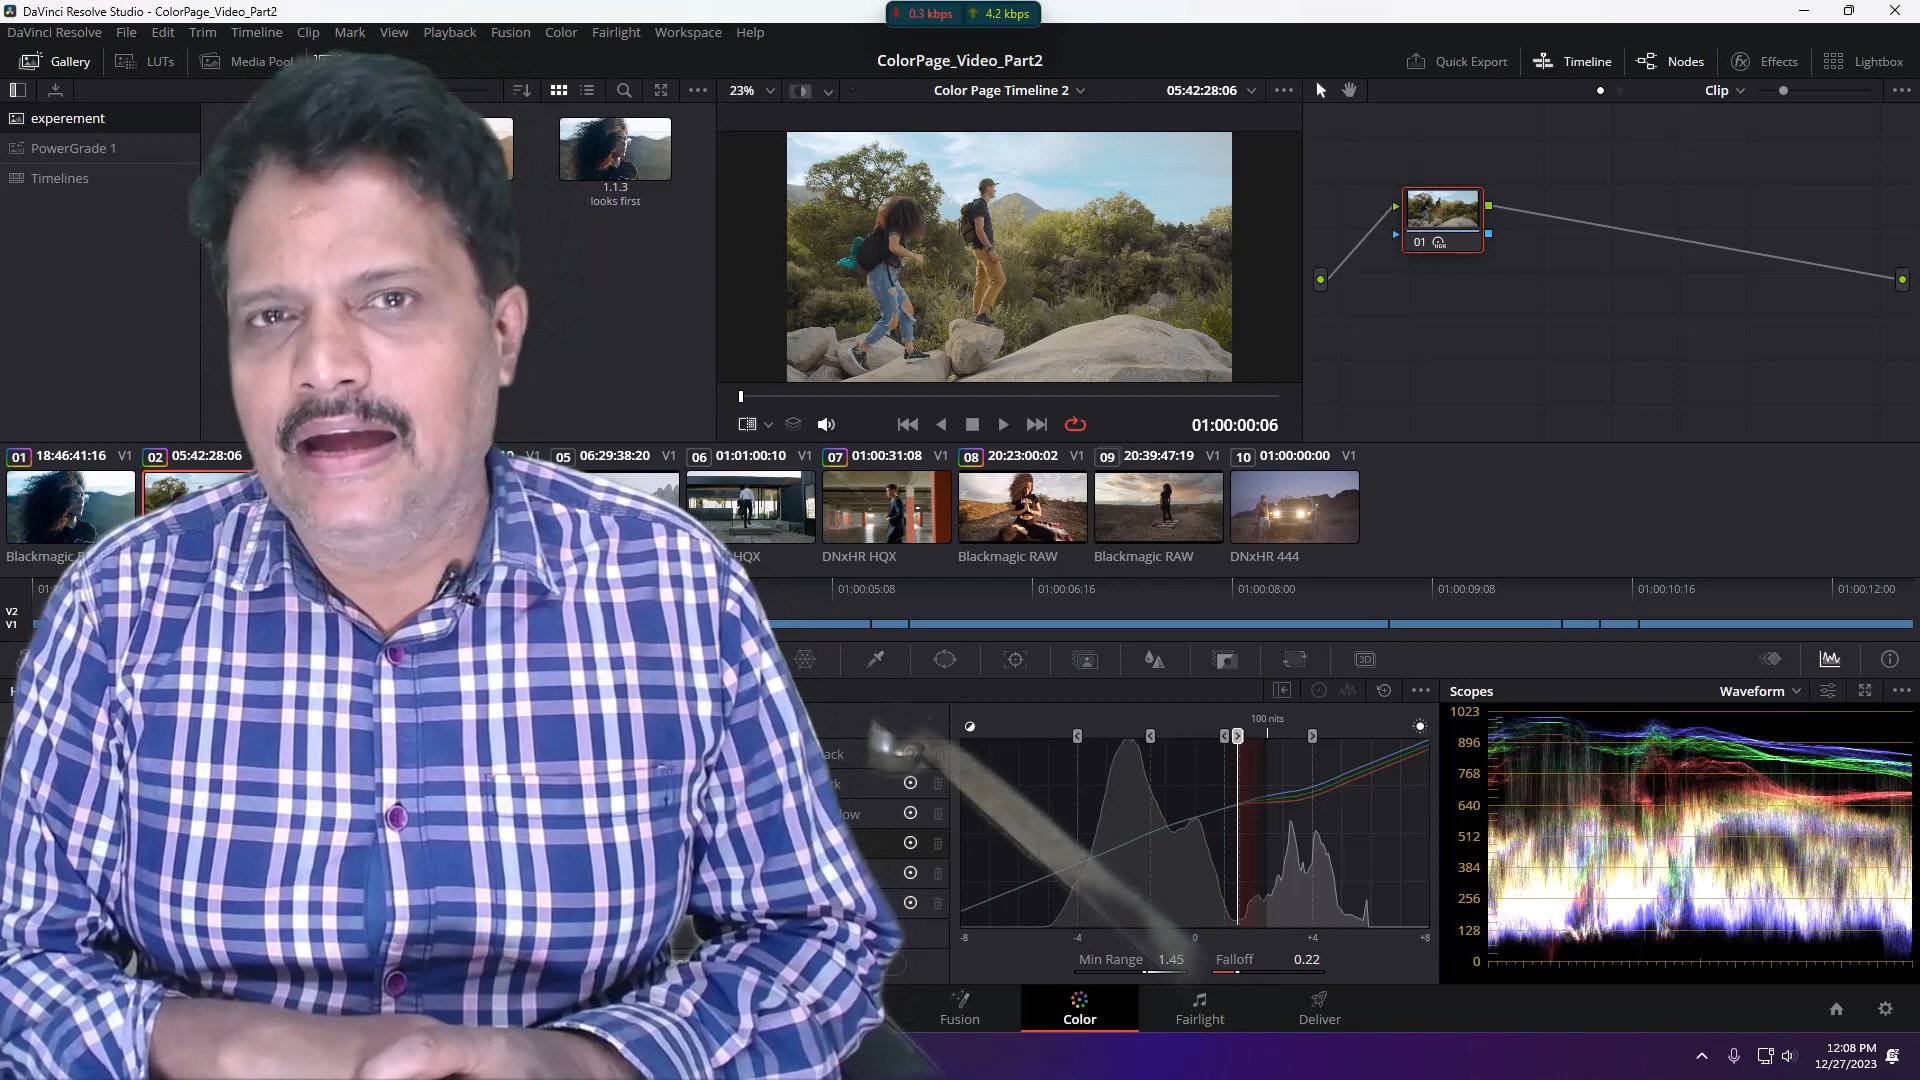 DaVinci Resolve Studio - ColorPage_Video_Part2
0.3 kbps 4.2 kbps
DaVinci Resolve File Edit Trim Timeline Clip Mark View Playback Fusion Color Fairlight Workspace Help
Gallery LUTs Media Pool
ColorPage_Video_Part2
Quick Export Timeline Nodes Effects Lightbox
23% Color Page Timeline 2 05:42:28:06 Clip
experement
PowerGrade 1
Timelines
1.1.3
looks first
01 HDR
01:00:00:06
01 18:46:41:16 V1 02 05:42:28:06 V1 05 06:29:38:20 V1 06 01:01:00:10 V1 07 01:00:31:08 V1 08 20:23:00:02 V1 09 20:39:47:19 V1 10 01:00:00:00 V1
Blackmagic HQX DNxHR HQX Blackmagic RAW Blackmagic RAW DNxHR 444
01:00:05:08 01:00:06:16 01:00:08:00 01:00:09:08 01:00:10:16 01:00:12:00
V2
V1
3D
Scopes Waveform
100 nits
1023
896
768
640
512
384
256
128
0
-8 -4 0 +4 +8
Min Range 1.45 Falloff 0.22
Fusion Color Fairlight Deliver
12:08 PM
12/27/2023